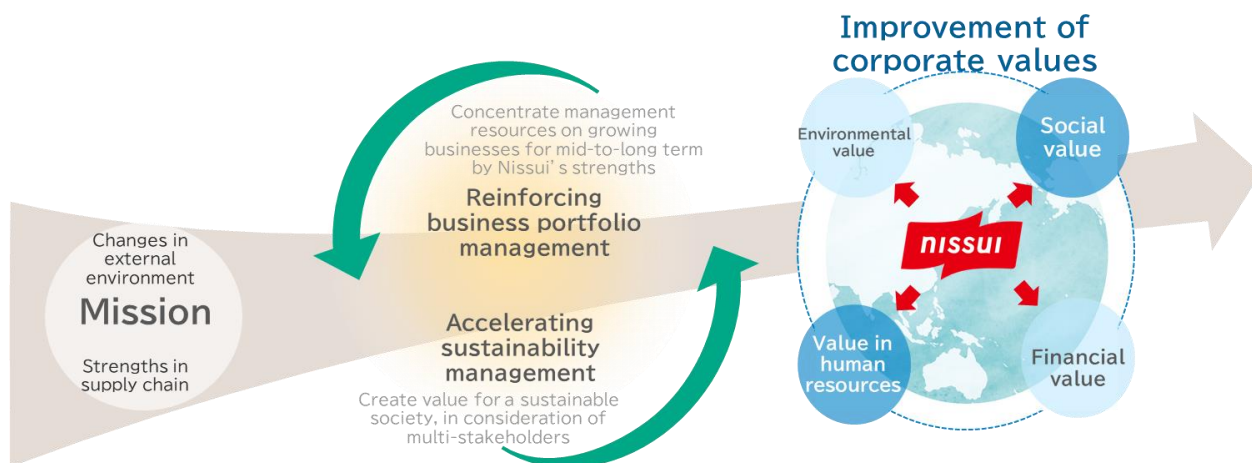 Changes in
external
environment
Mission
Strengths in
supply chain
Concentrate management
resources on growing
businesses for mid-to-long term
by Nissui's strengths
Reinforcing
business portfolio
management
Accelerating
sustainability
management
Create value for a sustainable
society, in consideration of
multi-stakeholders
Improvement of
corporate values
Environmental
value
Social
value
nissui
Value in
human
resources
Financial
value